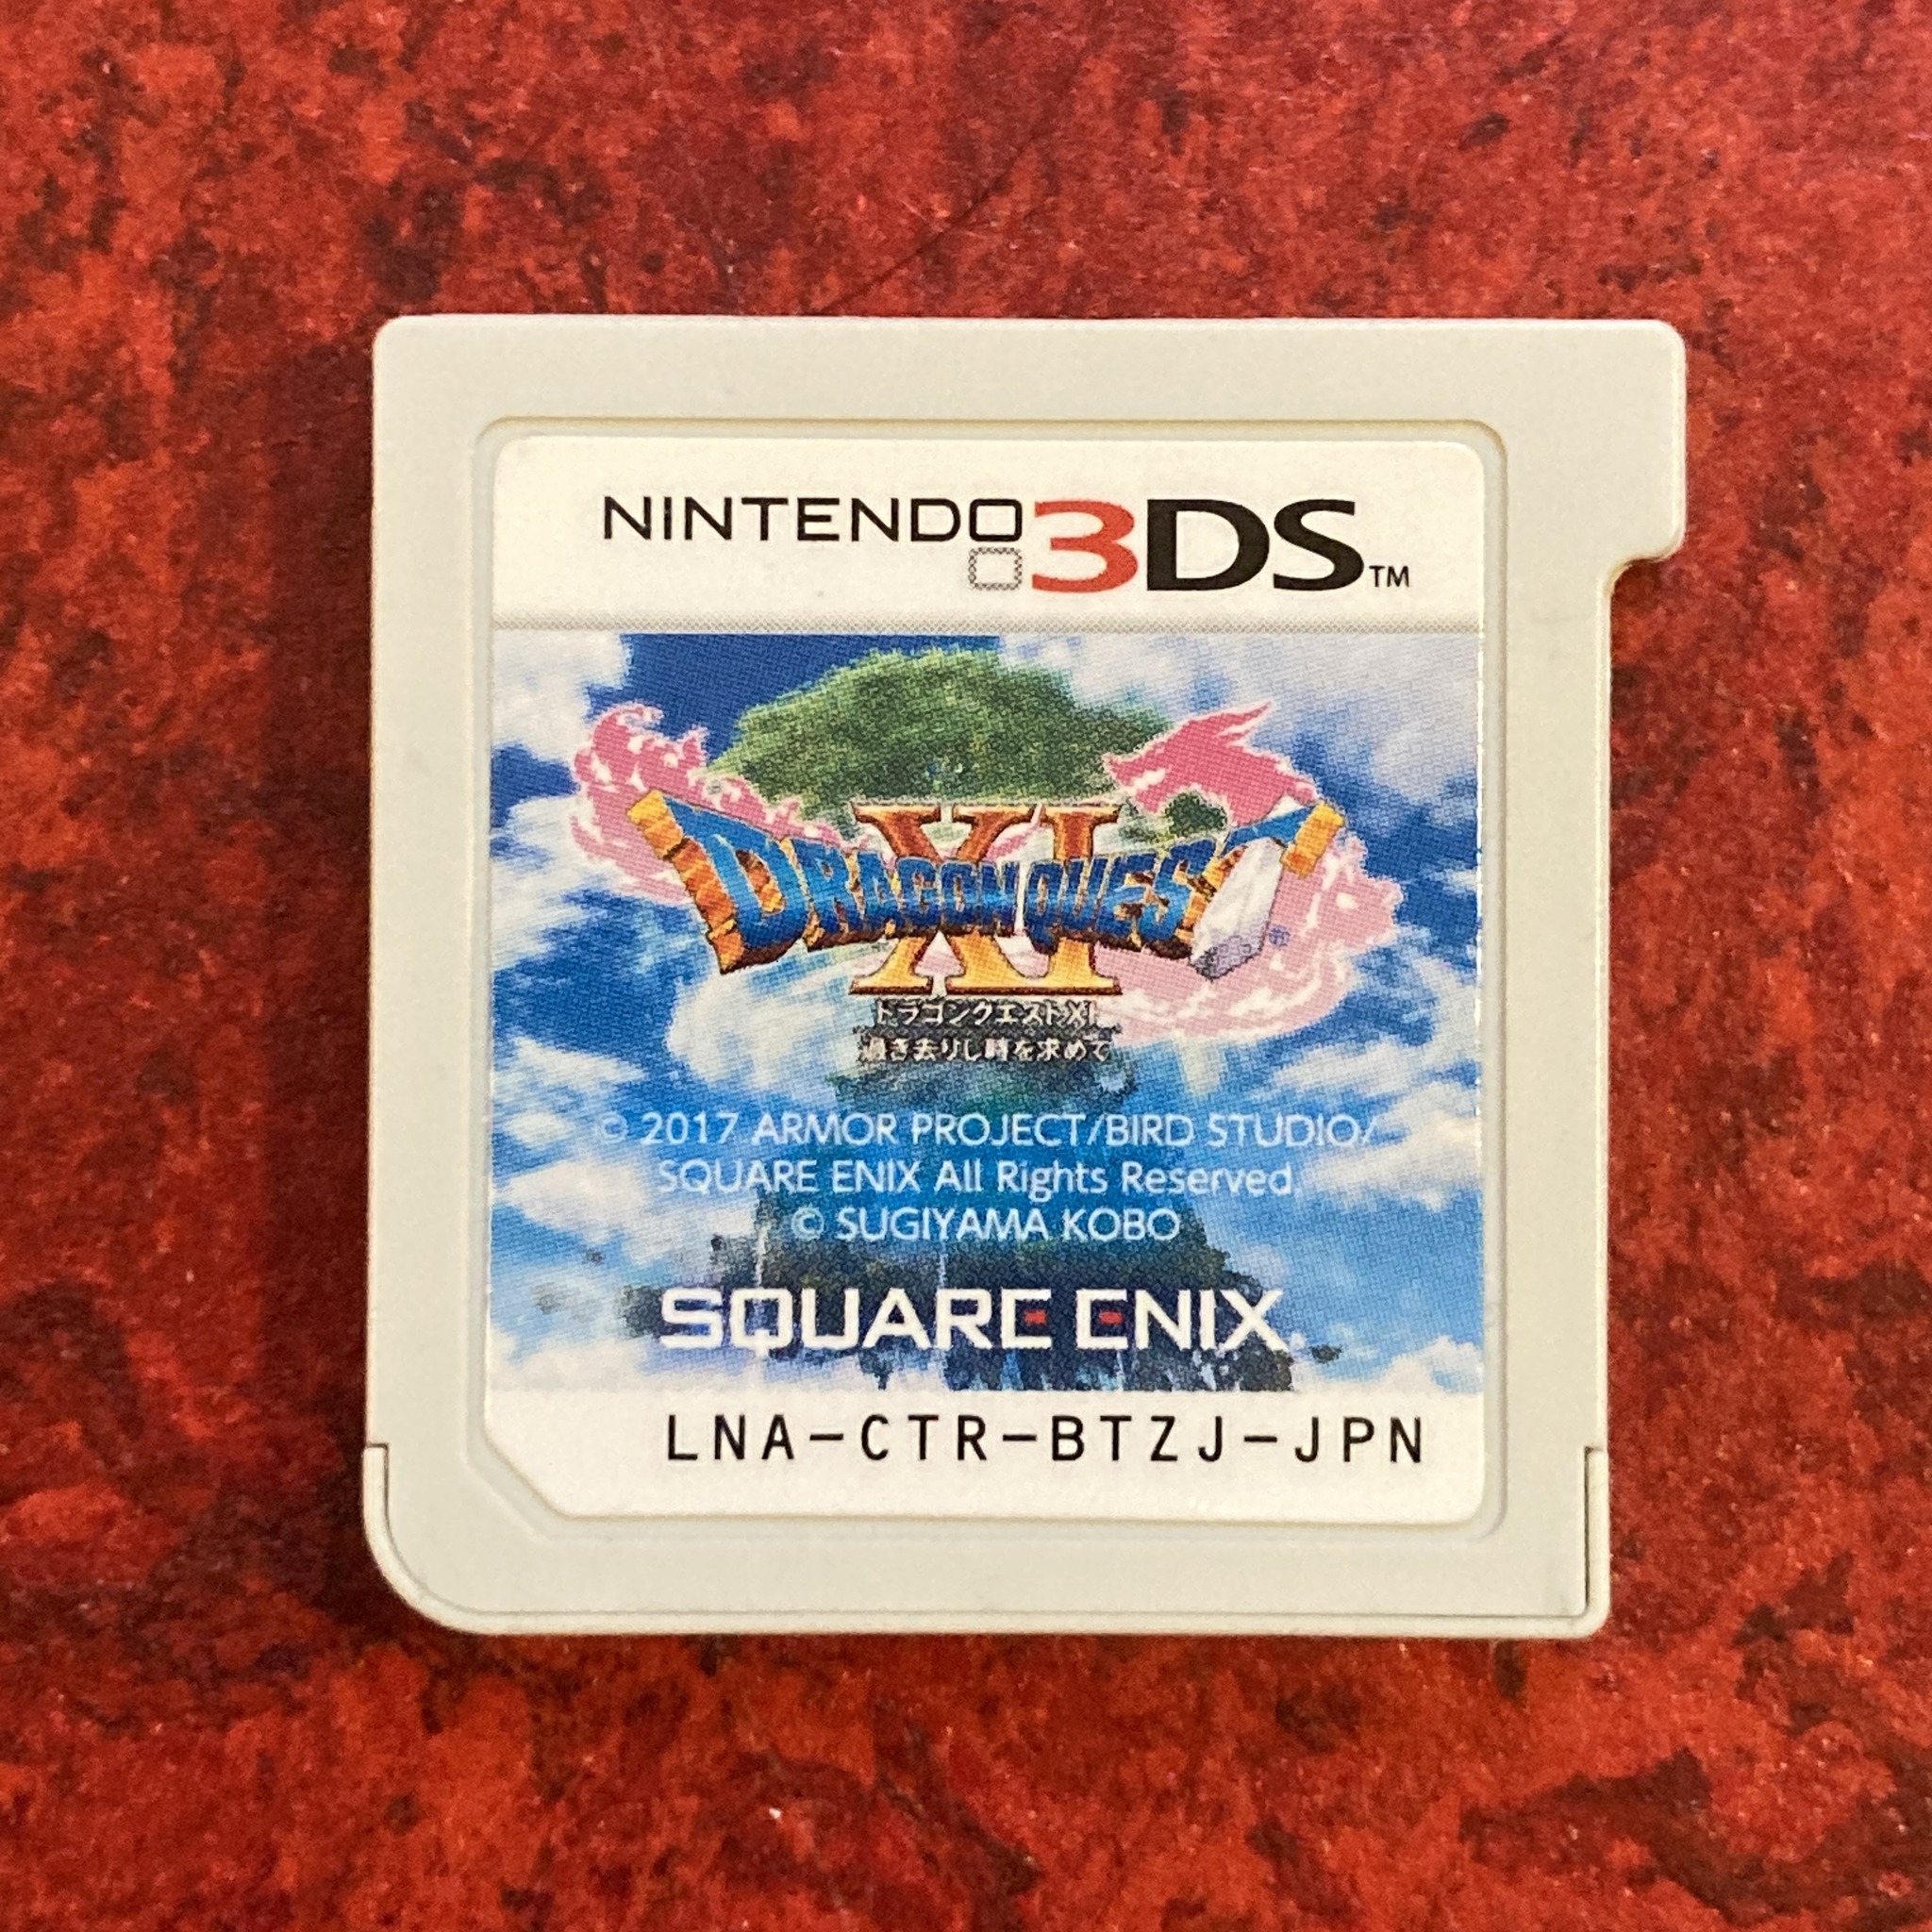 NINTENDO3DS™
DRAGON QUEST XI ®
ドラゴンクエストXI
過ぎ去りし時を求めて
© 2017 ARMOR PROJECT/BIRD STUDIO/
SQUARE ENIX All Rights Reserved.
© SUGIYAMA KOBO
SQUARE ENIX®
LNA-CTR-BTZJ-JPN